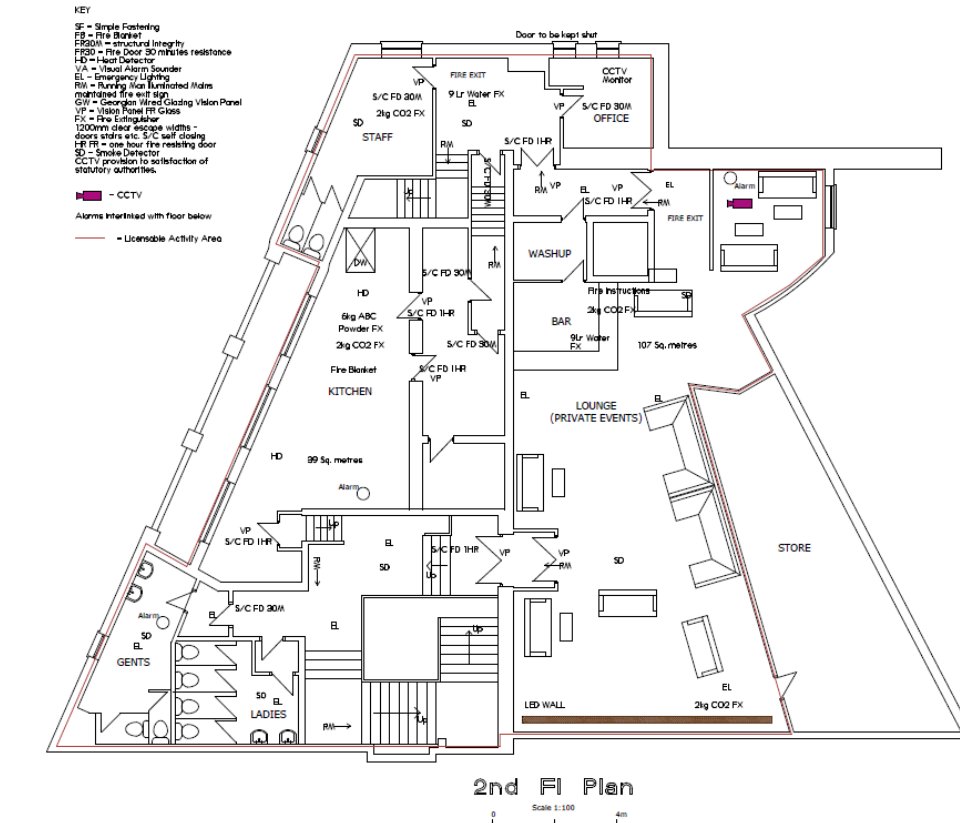 KEY
SF = Simple Fastening
FB = Fire Blanket
FR30M = structural integrity
FR30 = Fire Door 30 minutes resistance
HD = Heat Detector
VA = Visual Alarm Sounder
EL - Emergency Lighting
RM = Running Man Illuminated Mains
maintained fire exit sign
GW = Georgian Wired Glazing Vision Panel
VP = Vision Panel FR Glass
FX = Fire Extinguisher
1200mm clear escape widths -
doors stairs etc. S/C self closing
HR FR = one hour fire resisting door
SD - Smoke Detector
CCTV provision to satisfaction of
statutory authorities.
- CCTV
Alarms interlinked with floor below
= Licensable Activity Area
Door to be kept shut
VP
FIRE EXIT
CCTV
Monitor
S/C FD 30M
2kg CO2 FX
9 Ltr Water FX
EL
VP
S/C FD 30M
OFFICE
SD
STAFF
SD
RM
S/C FD 1HR
S/C FD 30M
Up
RM
VP
EL
VP
S/C FD 1HR
RM
EL
FIRE EXIT
Alarm
WASHUP
DW
RM
S/C FD 30M
HD
VP
S/C FD 1HR
6kg ABC
Powder FX
2kg CO2 FX
S/C FD 30M
Fire Instructions
2kg CO2 FX
SD
BAR
9Lr Water
FX
107 Sq. metres
Fire Blanket
S/C FD 1HR
VP
KITCHEN
EL
EL
LOUNGE
(PRIVATE EVENTS)
HD
39 Sq. metres
Alarm
VP
S/C FD 1HR
Up
EL
S/C FD 1HR
VP
VP
RM
RM
SD
Up
SD
STORE
EL
S/C FD 30M
Alarm
SD
EL
GENTS
EL
Up
SD
EL
LADIES
RM
Up
LED WALL
EL
2kg CO2 FX
2nd Fl Plan
Scale 1:100
0
4m